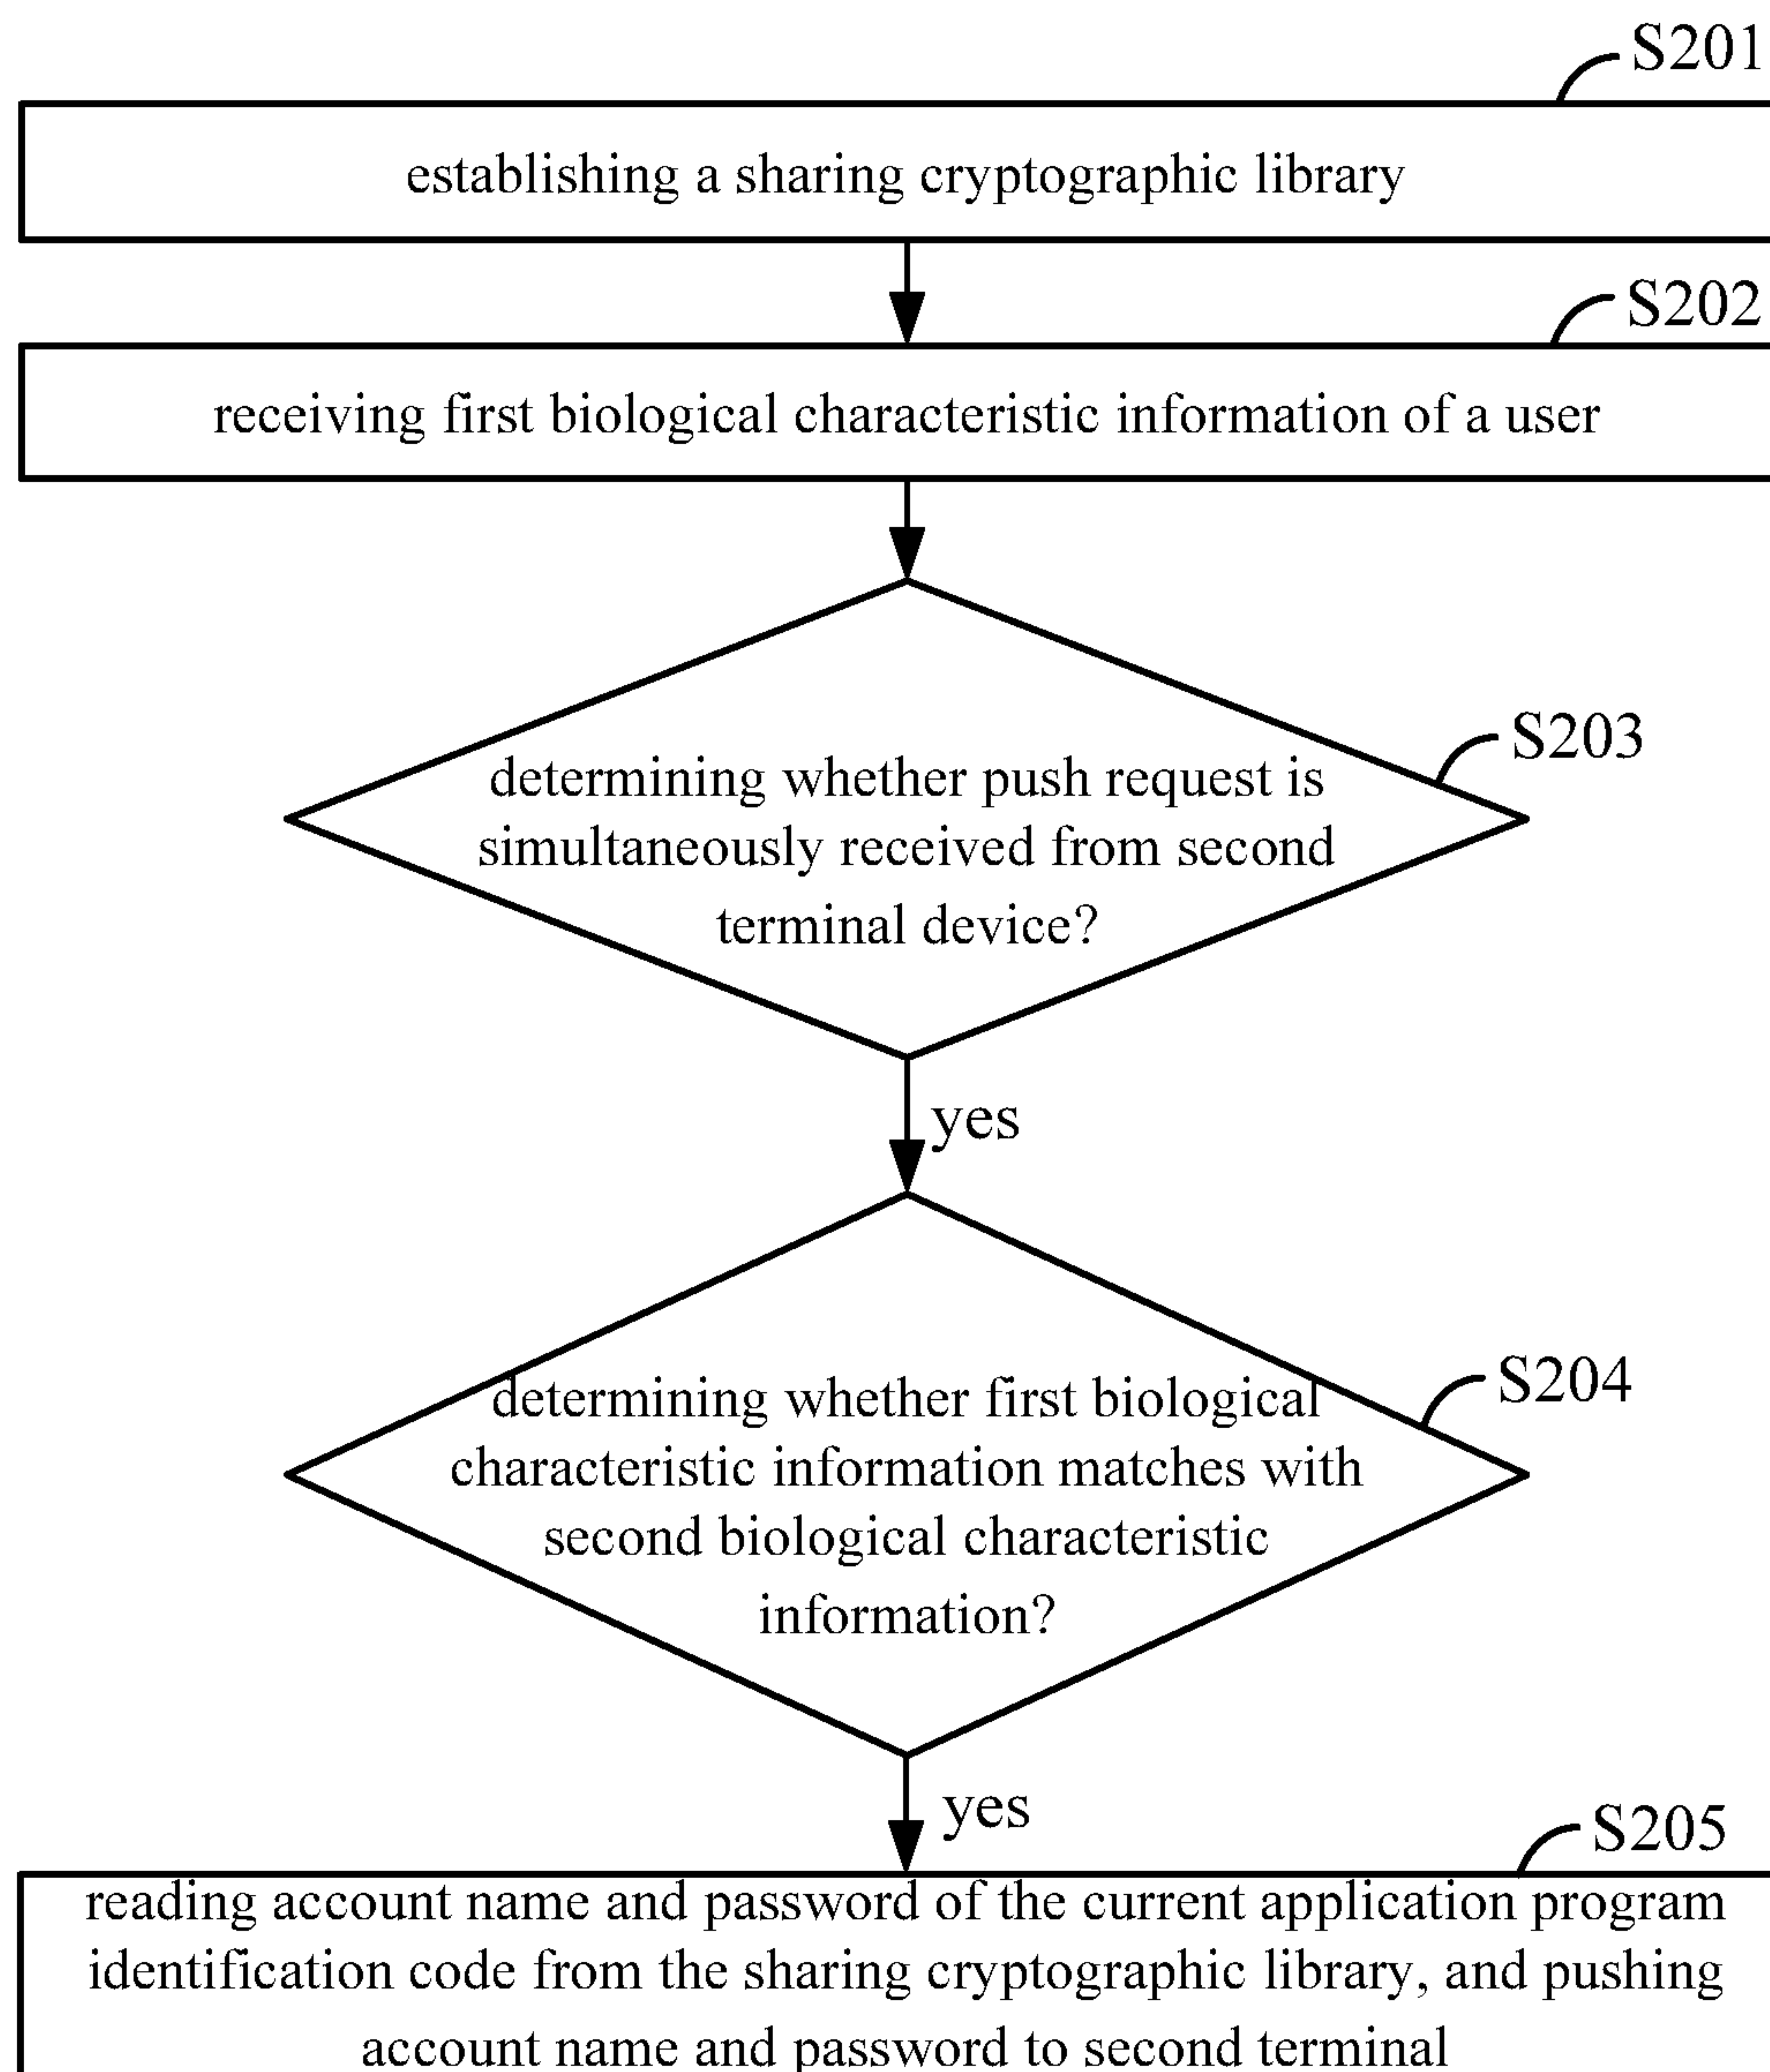 S201
establishing a sharing cryptographic library
S202
receiving first biological characteristic information of a user
S203
determining whether push request is
simultaneously received from second
terminal device?
yes
S204
determining whether first biological
characteristic information matches with
second biological characteristic
information?
yes
S205
reading account name and password of the current application program
identification code from the sharing cryptographic library, and pushing
account name and password to second terminal